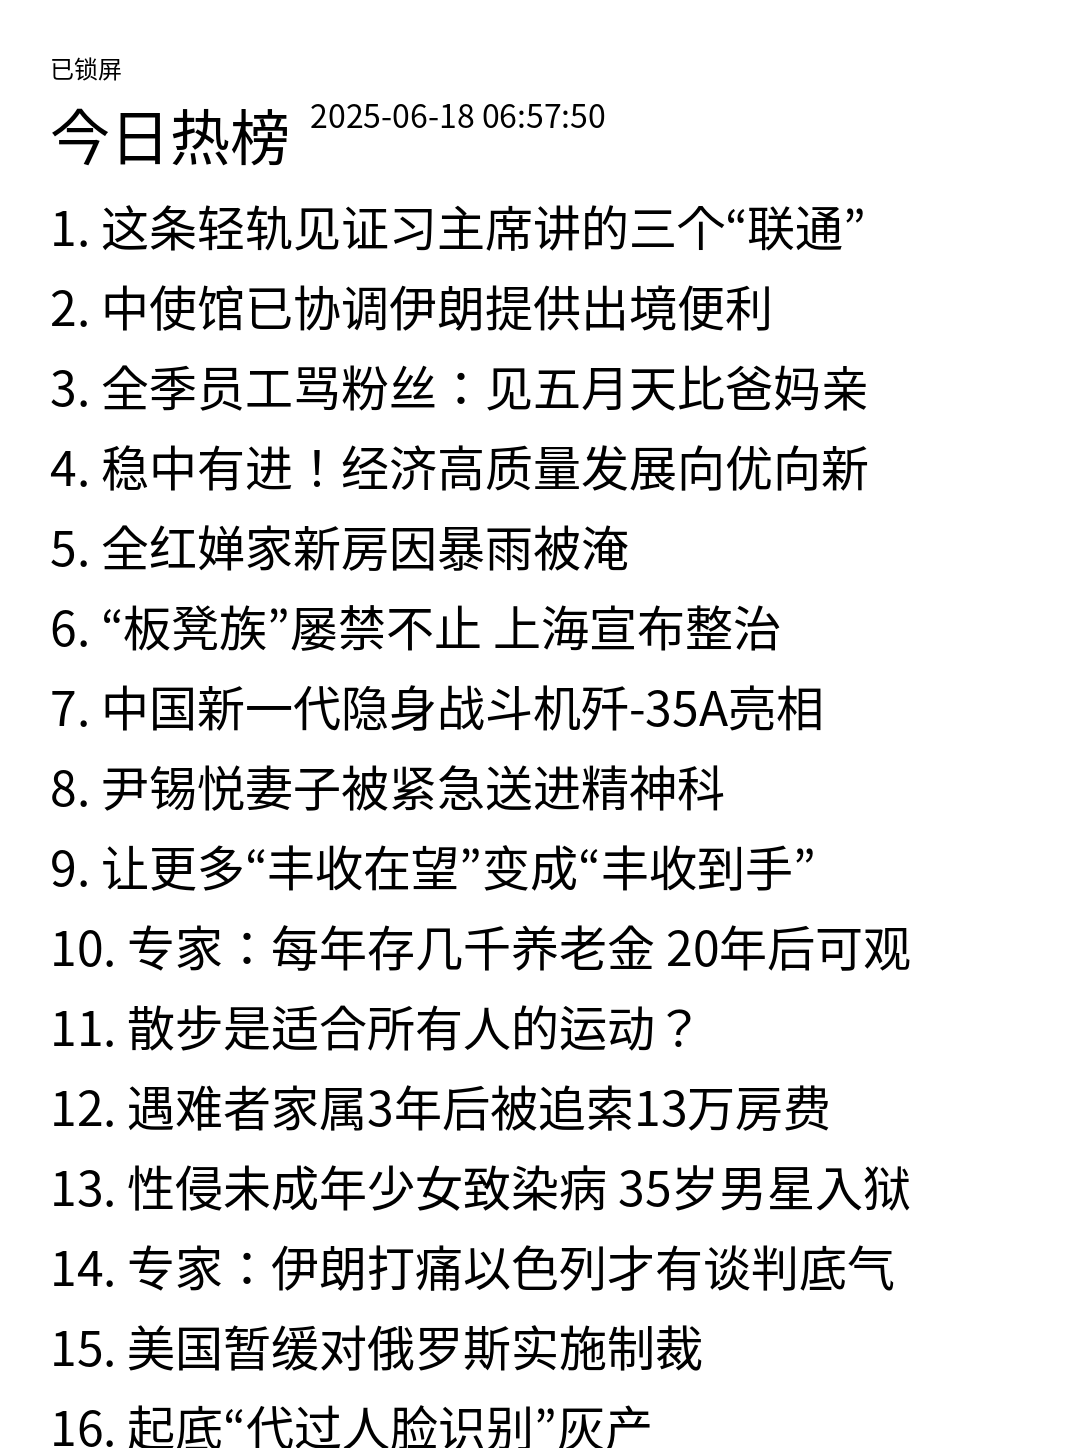 已锁屏
今日热榜 2025-06-18 06:57:50
1. 这条轻轨见证习主席讲的三个“联通”
2. 中使馆已协调伊朗提供出境便利
3. 全季员工骂粉丝：见五月天比爸妈亲
4. 稳中有进！经济高质量发展向优向新
5. 全红婵家新房因暴雨被淹
6. “板凳族”屡禁不止 上海宣布整治
7. 中国新一代隐身战斗机歼-35A亮相
8. 尹锡悦妻子被紧急送进精神科
9. 让更多“丰收在望”变成“丰收到手”
10. 专家：每年存几千养老金 20年后可观
11. 散步是适合所有人的运动？
12. 遇难者家属3年后被追索13万房费
13. 性侵未成年少女致染病 35岁男星入狱
14. 专家：伊朗打痛以色列才有谈判底气
15. 美国暂缓对俄罗斯实施制裁
16. 起底“代过人脸识别”灰产